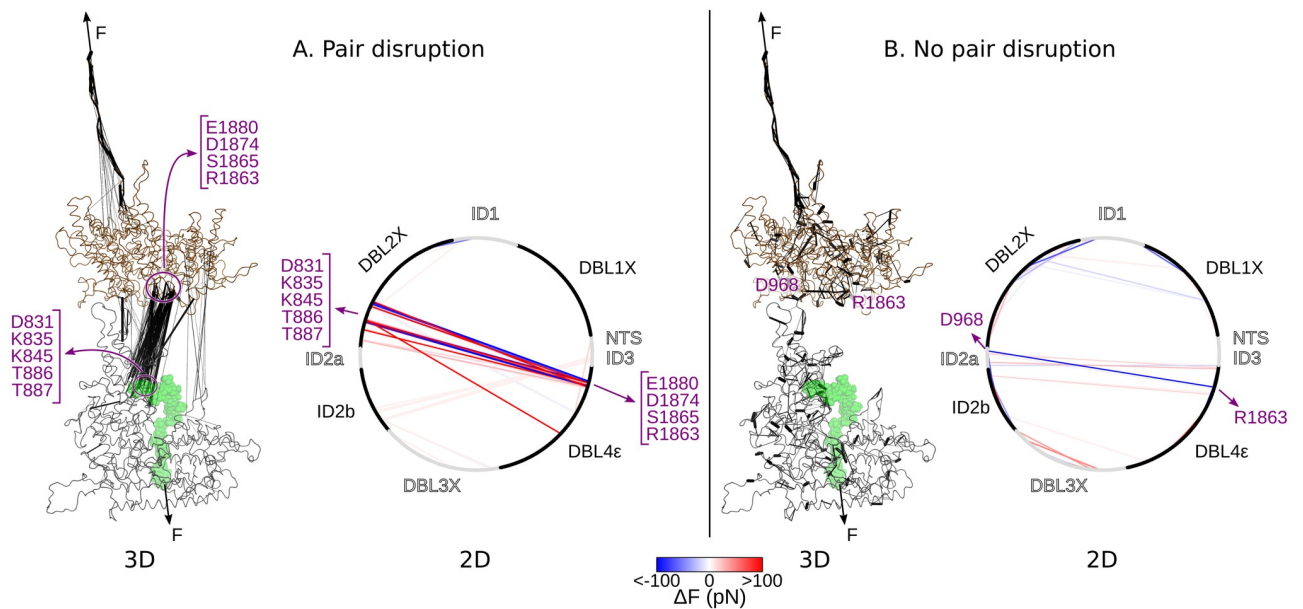 F
A. Pair disruption
E1880
D1874
S1865
R1863
D831
K835
K845
T886
T887
ID1
DBL2X
DBL1X
D831
K835
K845
T886
T887
NTS
ID3
ID2a
ID2b
DBL4ε
DBL3X
E1880
D1874
S1865
R1863
F
3D
2D
F
B. No pair disruption
D968
R1863
ID1
DBL2X
DBL1X
D968
NTS
ID3
ID2a
ID2b
R1863
DBL4ε
DBL3X
F
3D
2D
<-100 0 >100
ΔF (pN)